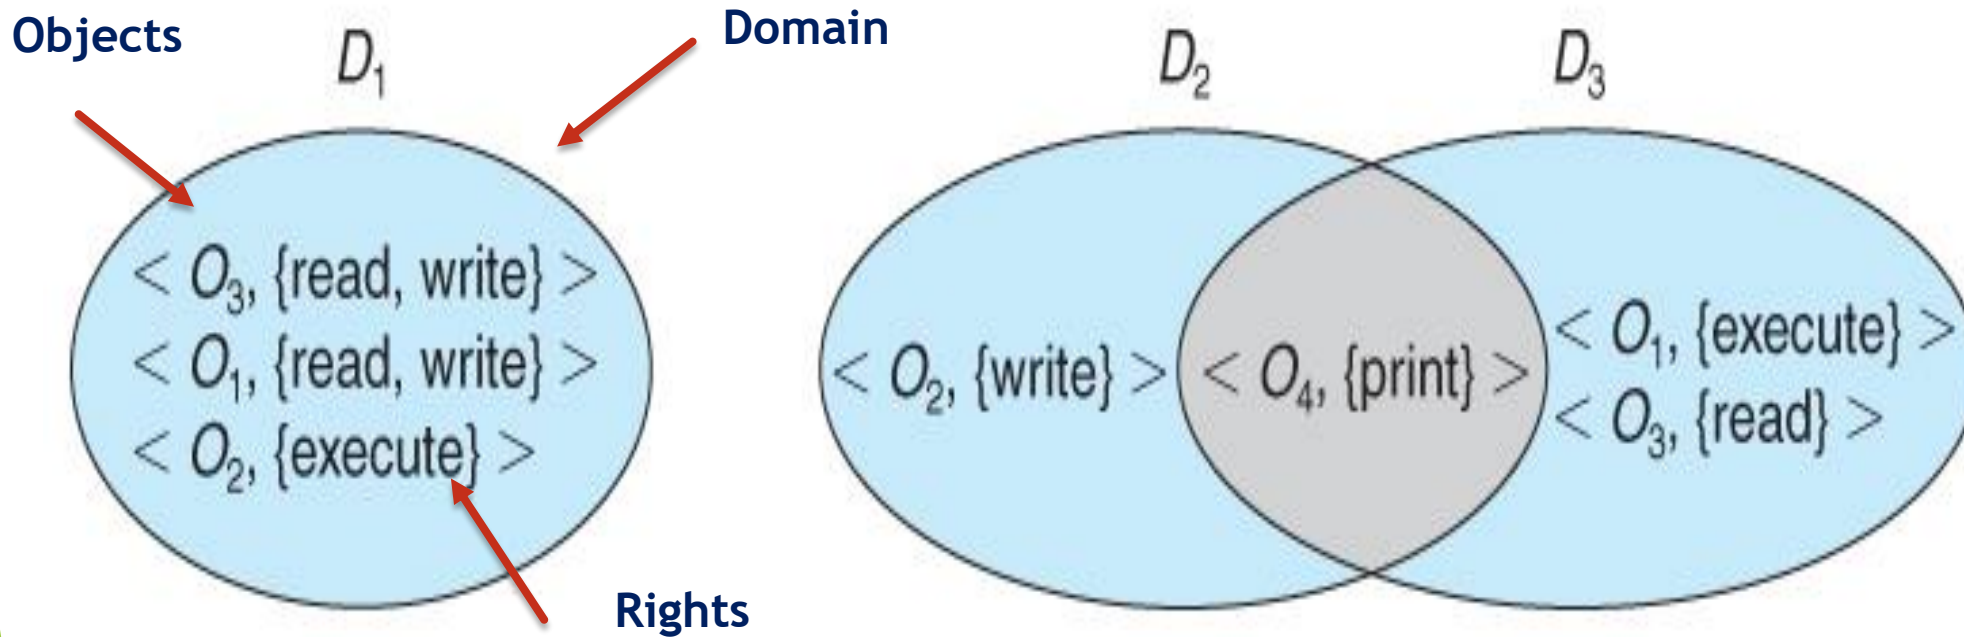 Objects
Domain
D₁
D₂
D₃
< O₃, {read, write} >
< O₁, {read, write} >
< O₂, {execute} >
< O₂, {write} >
< O₄, {print} >
< O₁, {execute} >
< O₃, {read} >
Rights